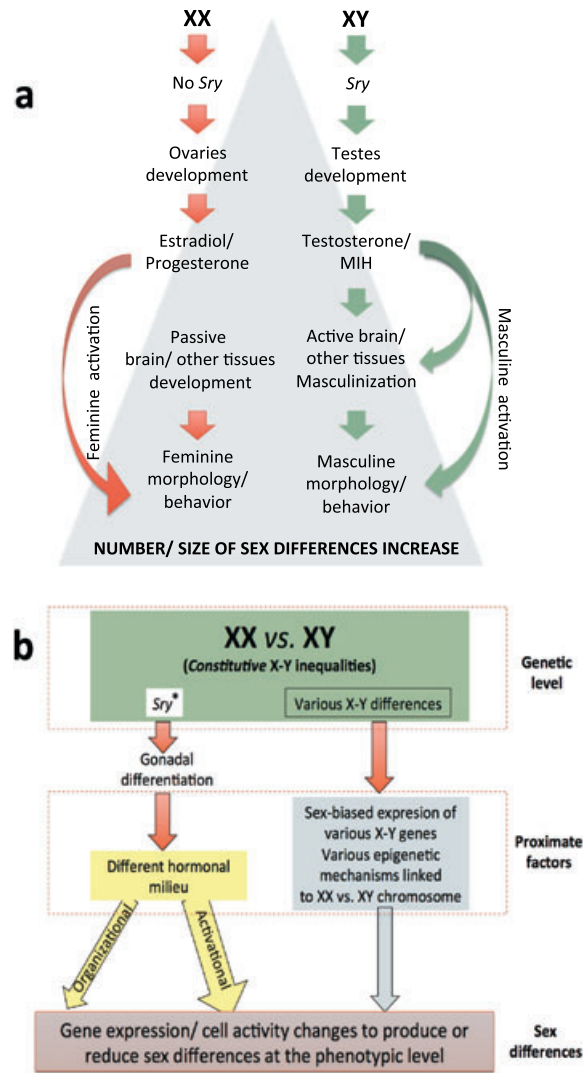 XX
XY
a
No Sry
Sry
Ovaries
development
Testes
development
Estradiol/
Progesterone
Testosterone/
MIH
Feminine activation
Masculine activation
Passive
brain/ other tissues
development
Active brain/
other tissues
Masculinization
Feminine
morphology/
behavior
Masculine
morphology/
behavior
NUMBER/ SIZE OF SEX DIFFERENCES INCREASE
b
XX vs. XY
(Constitutive X-Y inequalities)
Genetic
level
Sry*
Various X-Y differences
Gonadal
differentiation
Different hormonal
milieu
Sex-biased expresion of
various X-Y genes
Various epigenetic
mechanisms linked
to XX vs. XY chromosome
Proximate
factors
Organizational
Activational
Gene expression/ cell activity changes to produce or
reduce sex differences at the phenotypic level
Sex
differences